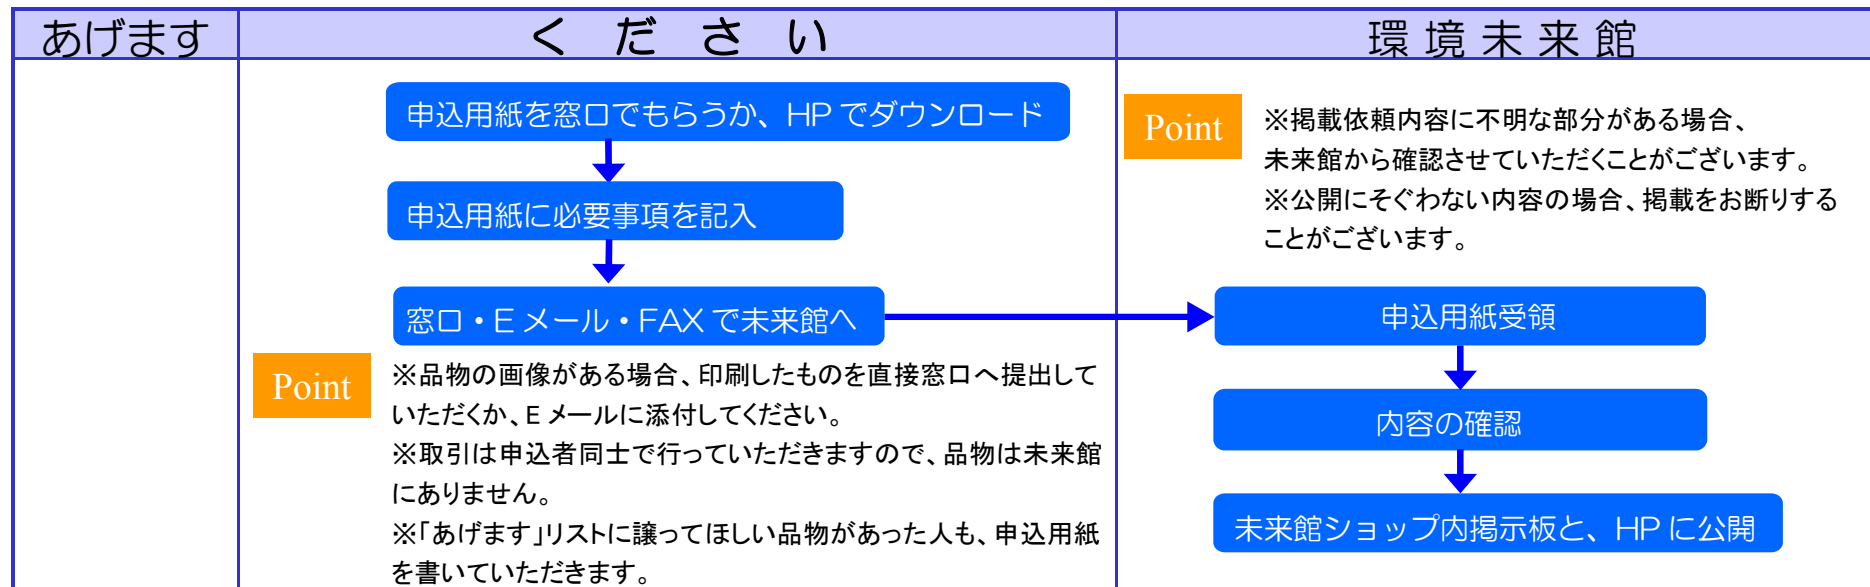 あげます
ください
環境未来館
申込用紙を窓口でもらうか、HPでダウンロード
申込用紙に必要事項を記入
窓口・Eメール・FAXで未来館へ
Point
※品物の画像がある場合、印刷したものを直接窓口へ提出して
いただくか、Eメールに添付してください。
※取引は申込者同士で行っていただきますので、品物は未来館
にありません。
※「あげます」リストに譲ってほしい品物があった人も、申込用紙
を書いていただきます。
Point
※掲載依頼内容に不明な部分がある場合、
未来館から確認させていただくことがございます。
※公開にそぐわない内容の場合、掲載をお断りする
ことがございます。
申込用紙受領
内容の確認
未来館ショップ内掲示板と、HPに公開